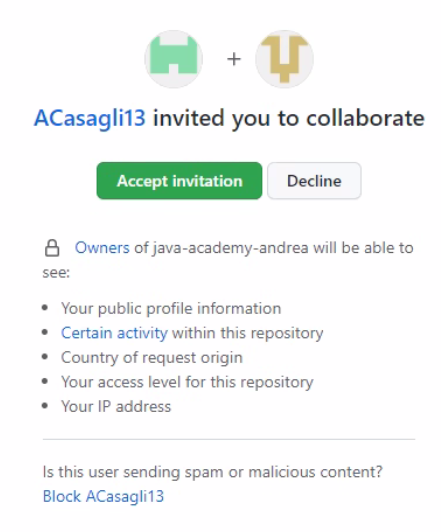 +
ACasagli13 invited you to collaborate
Accept invitation Decline
Owners of java-academy-andrea will be able to
see:
• Your public profile information
• Certain activity within this repository
• Country of request origin
• Your access level for this repository
• Your IP address
Is this user sending spam or malicious content?
Block ACasagli13